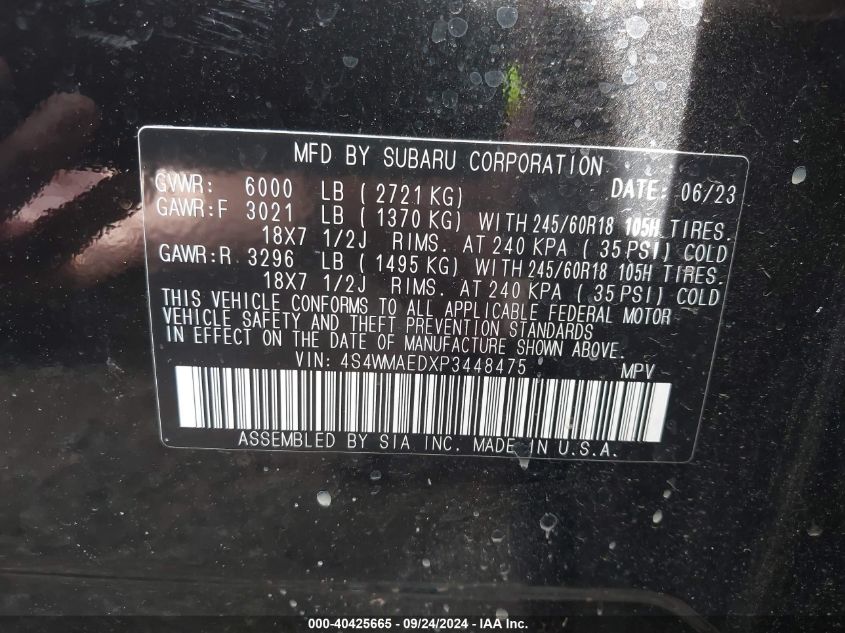 MFD BY SUBARU CORPORATION
GVWR: 6000 LB ( 2721 KG) DATE: 06/23
GAWR:F 3021 LB ( 1370 KG) WITH 245/60R18 105H TIRES.
18X7 1/2J RIMS. AT 240 KPA ( 35 PSI) COLD
GAWR:R 3296 LB ( 1495 KG) WITH 245/60R18 105H TIRES.
18X7 1/2J RIMS. AT 240 KPA ( 35 PSI) COLD
THIS VEHICLE CONFORMS TO ALL APPLICABLE FEDERAL MOTOR
VEHICLE SAFETY AND THEFT PREVENTION STANDARDS
IN EFFECT ON THE DATE OF MANUFACTURE SHOWN ABOVE.
VIN: 4S4WMAEDXP3448475 MPV
ASSEMBLED BY SIA INC. MADE IN U.S.A.
000-40425665 - 09/24/2024 - IAAI.com